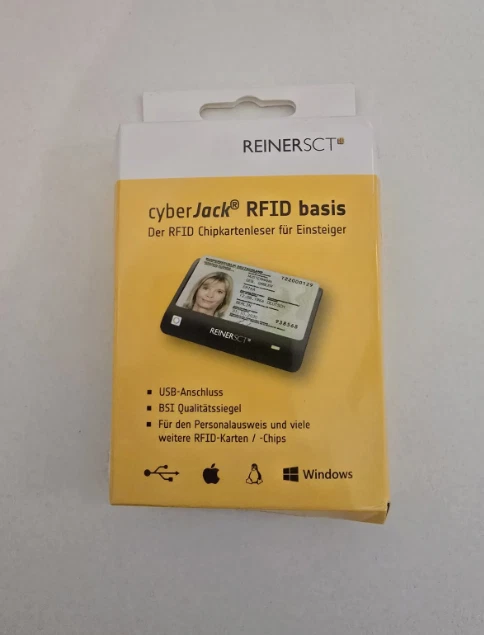 REINERSCT
cyberJack® RFID basis
Der RFID Chipkartenleser für Einsteiger
REINERSCT
USB-Anschluss
BSI Qualitätssiegel
Für den Personalausweis und viele
weitere RFID-Karten / -Chips
Windows